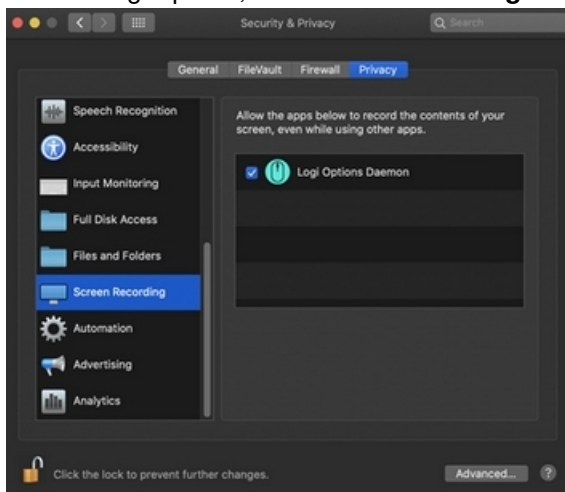 Security & Privacy
Search
General FileVault Firewall Privacy
Speech Recognition
Accessibility
Input Monitoring
Full Disk Access
Files and Folders
Screen Recording
Automation
Advertising
Analytics
Allow the apps below to record the contents of your
screen, even while using other apps.
Logi Options Daemon
Click the lock to prevent further changes.
Advanced... ?